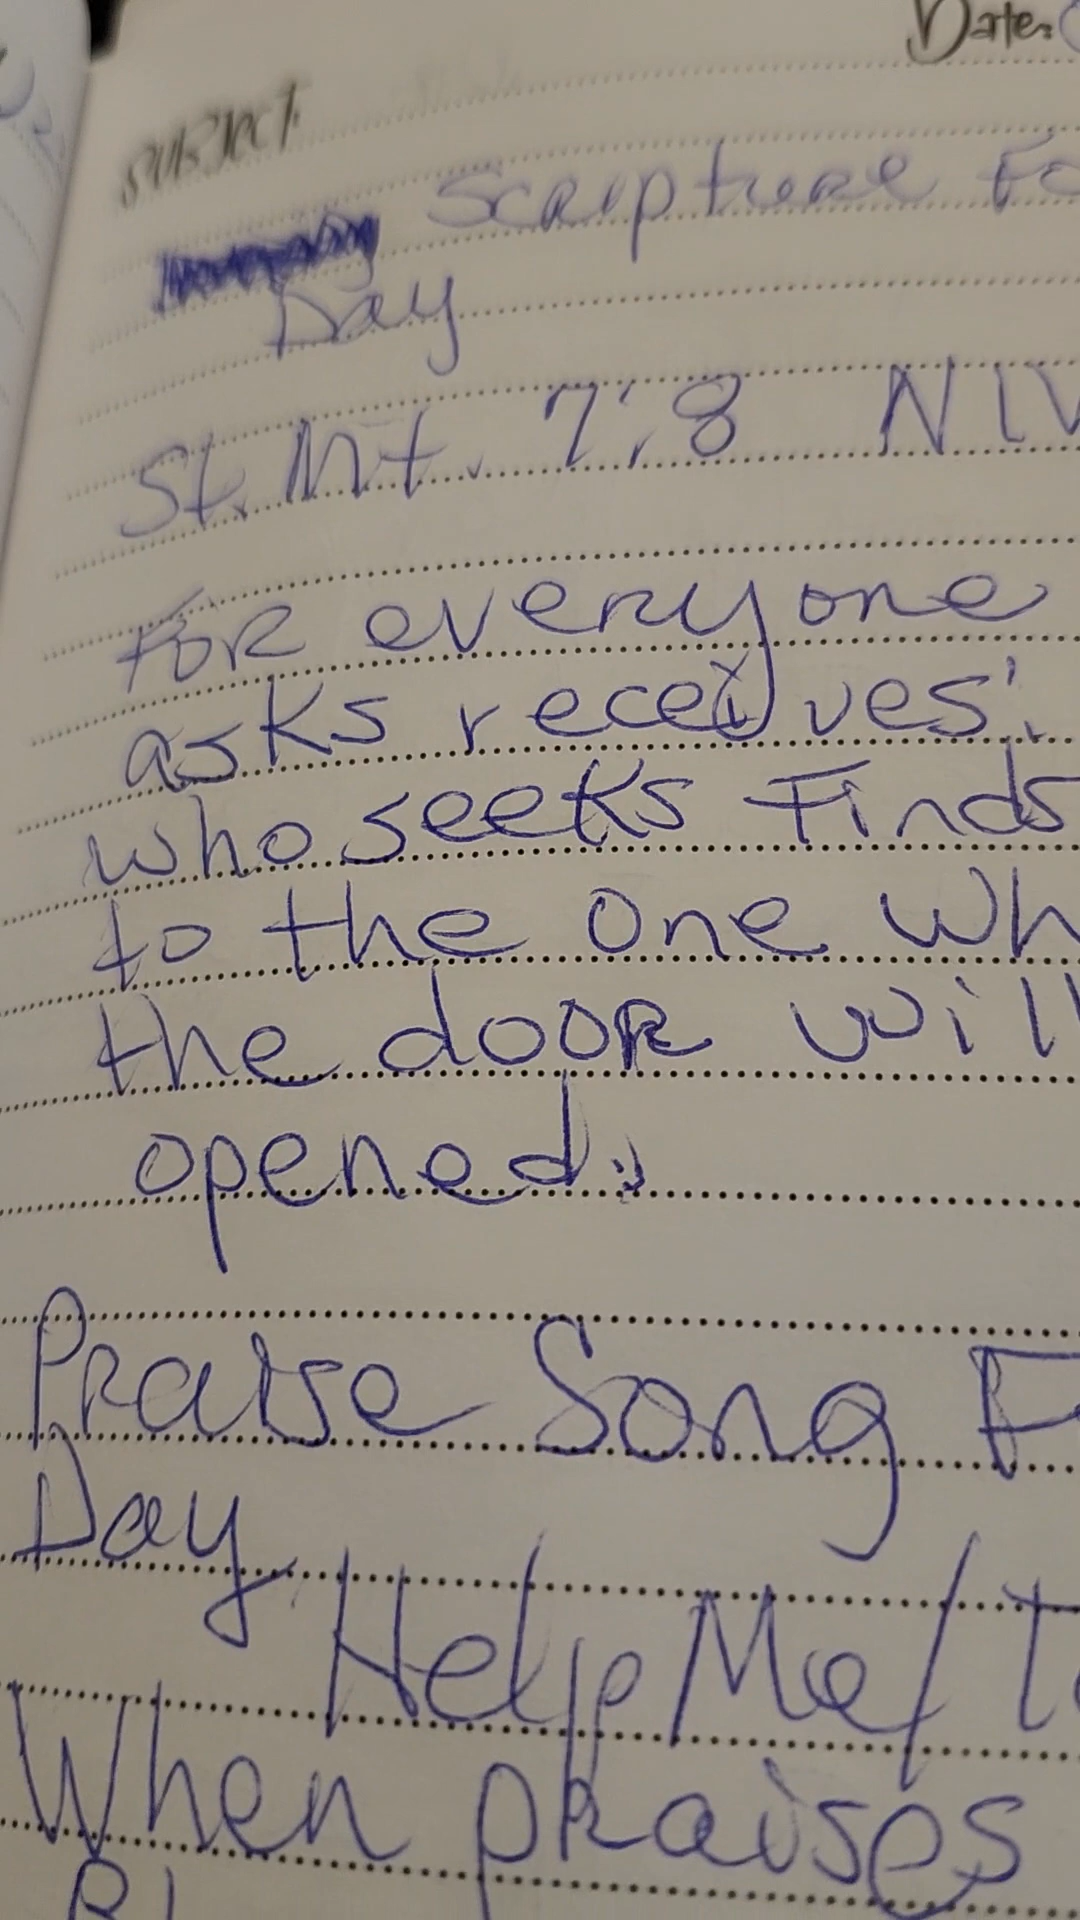 Date:
SUBJECT
Scripture Fo
Day
St. Mt. 7:8 NIV
For everyone
asks receives;
who seeks Finds
to the one wh
the door will
opened.
Praise Song F
Day
Help Me/
When praises